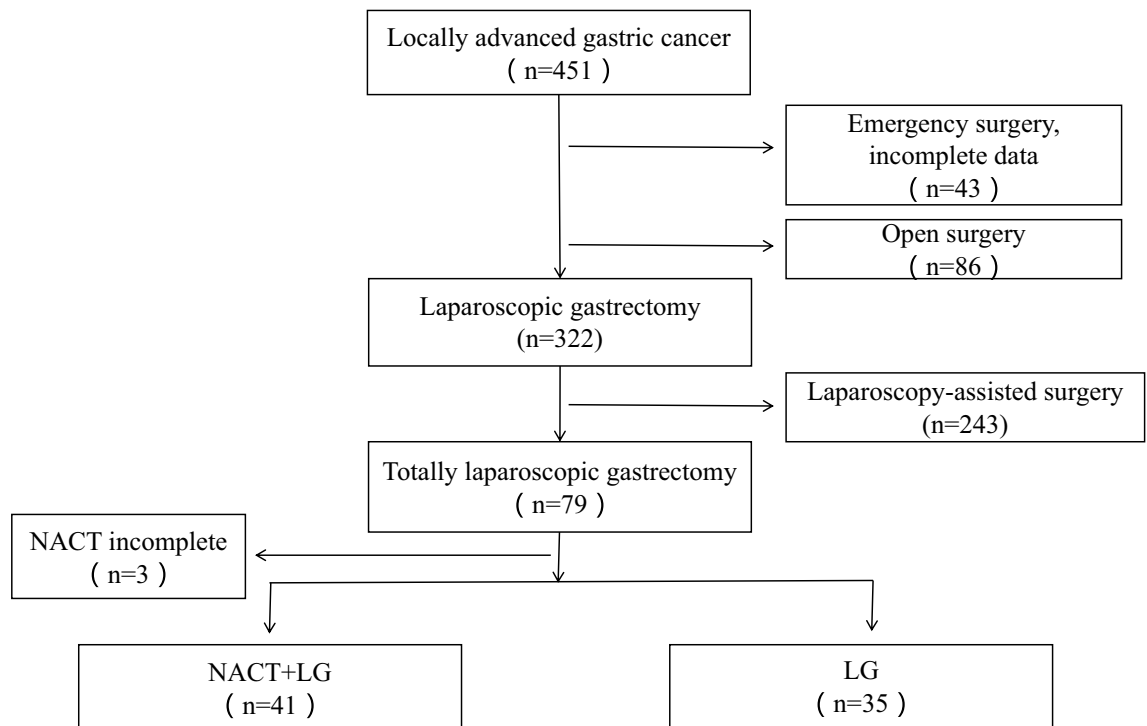 Locally advanced gastric cancer
( n=451 )
Emergency surgery,
incomplete data
( n=43 )
Open surgery
( n=86 )
Laparoscopic gastrectomy
(n=322)
Laparoscopy-assisted surgery
(n=243)
Totally laparoscopic gastrectomy
( n=79 )
NACT incomplete
( n=3 )
NACT+LG
( n=41 )
LG
( n=35 )